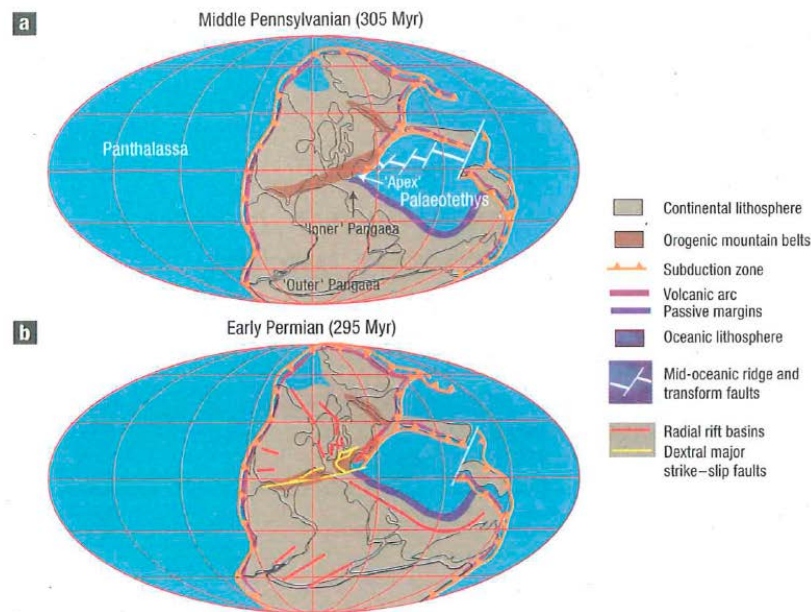 a
Middle Pennsylvanian (305 Myr)
Panthalassa
'Apex'
Palaeotethys
'Inner' Pangaea
'Outer' Pangaea
b
Early Permian (295 Myr)
Continental lithosphere
Orogenic mountain belts
Subduction zone
Volcanic arc
Passive margins
Oceanic lithosphere
Mid-oceanic ridge and
transform faults
Radial rift basins
Dextral major
strike–slip faults